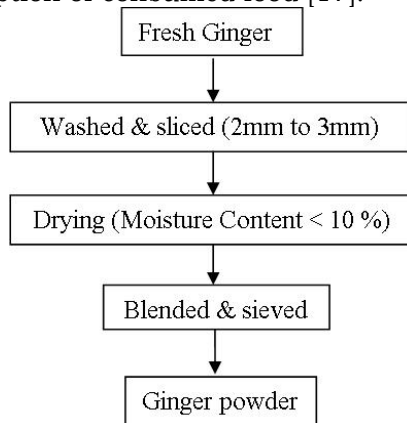 Fresh Ginger
Washed & sliced (2mm to 3mm)
Drying (Moisture Content < 10 %)
Blended & sieved
Ginger powder